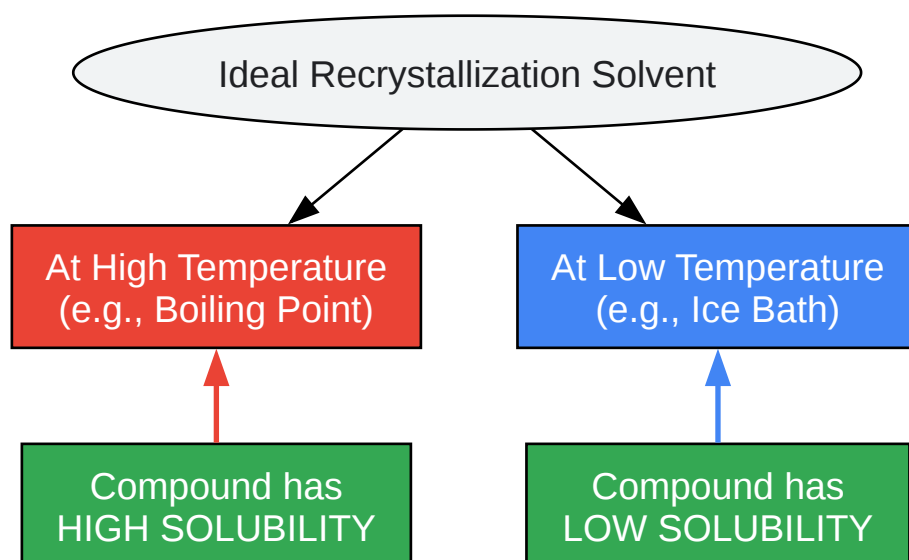 Ideal Recrystallization Solvent
At High Temperature
(e.g., Boiling Point)
At Low Temperature
(e.g., Ice Bath)
Compound has
HIGH SOLUBILITY
Compound has
LOW SOLUBILITY